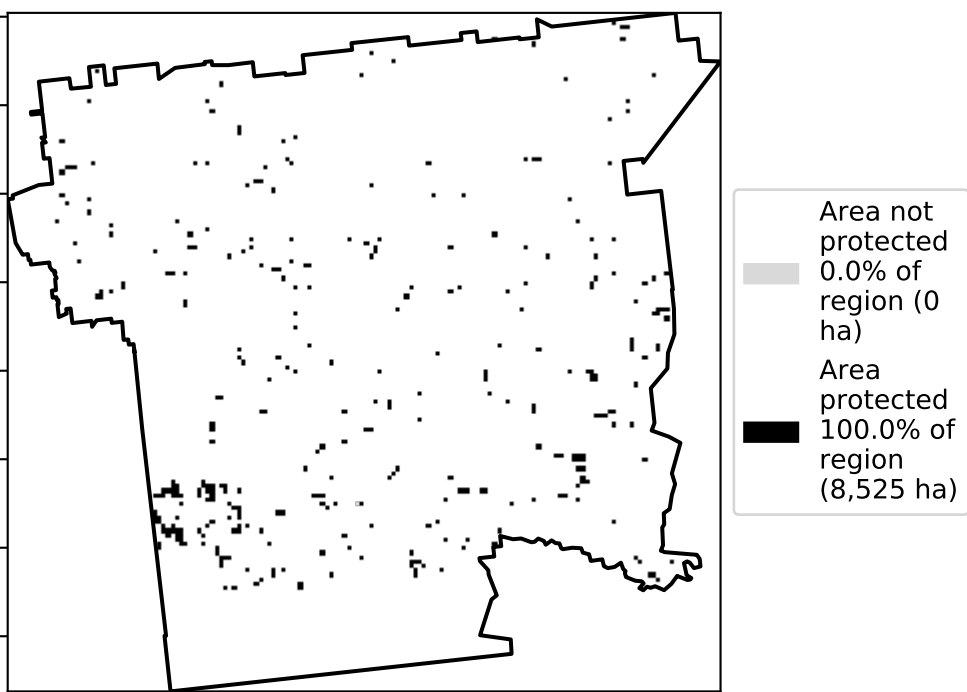 Area not
protected
0.0% of
region (0
ha)
Area
protected
100.0% of
region
(8,525 ha)